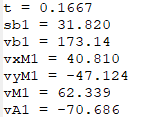 t = 0.1667
sb1 = 31.820
vb1 = 173.14
vxM1 = 40.810
vyM1 = -47.124
vM1 = 62.339
vA1 = -70.686